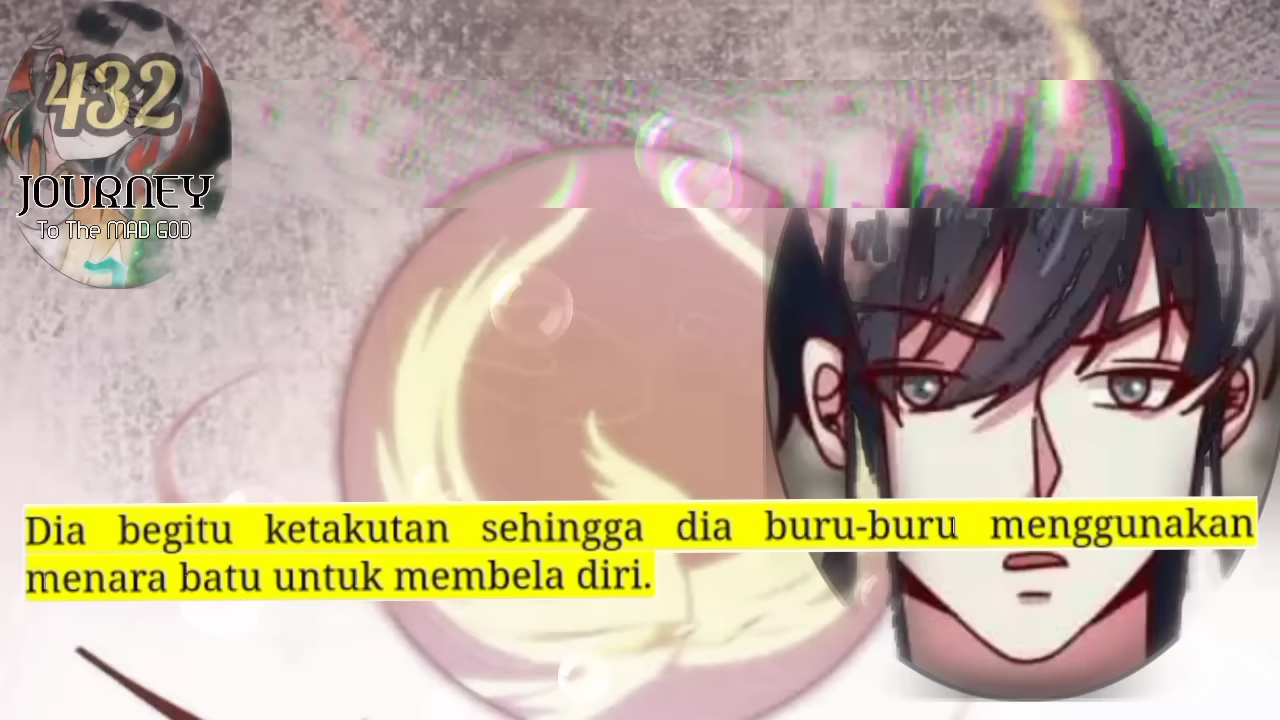 432
JOURNEY
To The MAD GOD
Dia begitu ketakutan sehingga dia buru-buru menggunakan
menara batu untuk membela diri.